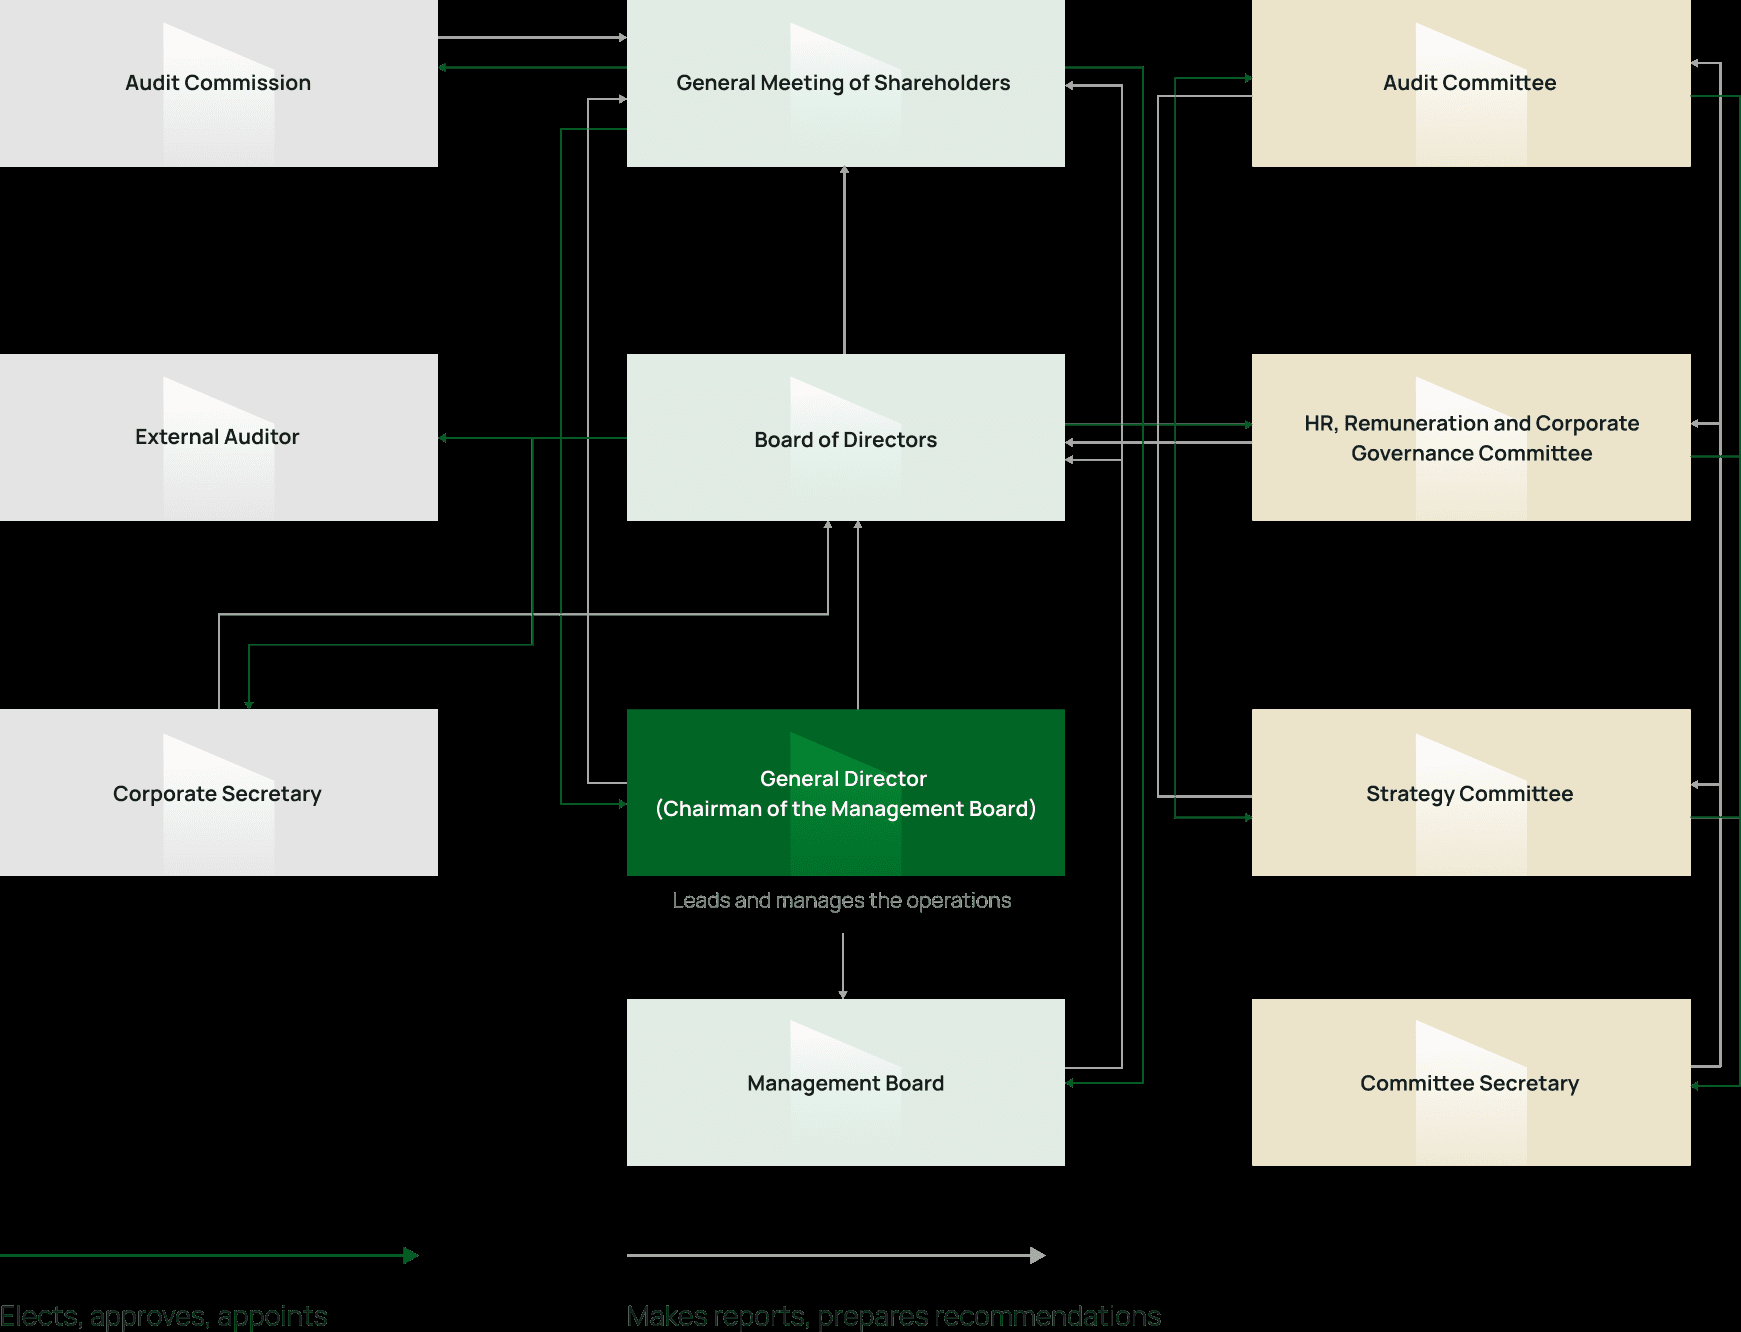 Audit Commission
General Meeting of Shareholders
Audit Committee
External Auditor
Board of Directors
HR, Remuneration and Corporate
Governance Committee
Corporate Secretary
General Director
(Chairman of the Management Board)
Strategy Committee
Leads and manages the operations
Management Board
Committee Secretary
Elects, approves, appoints
Makes reports, prepares recommendations